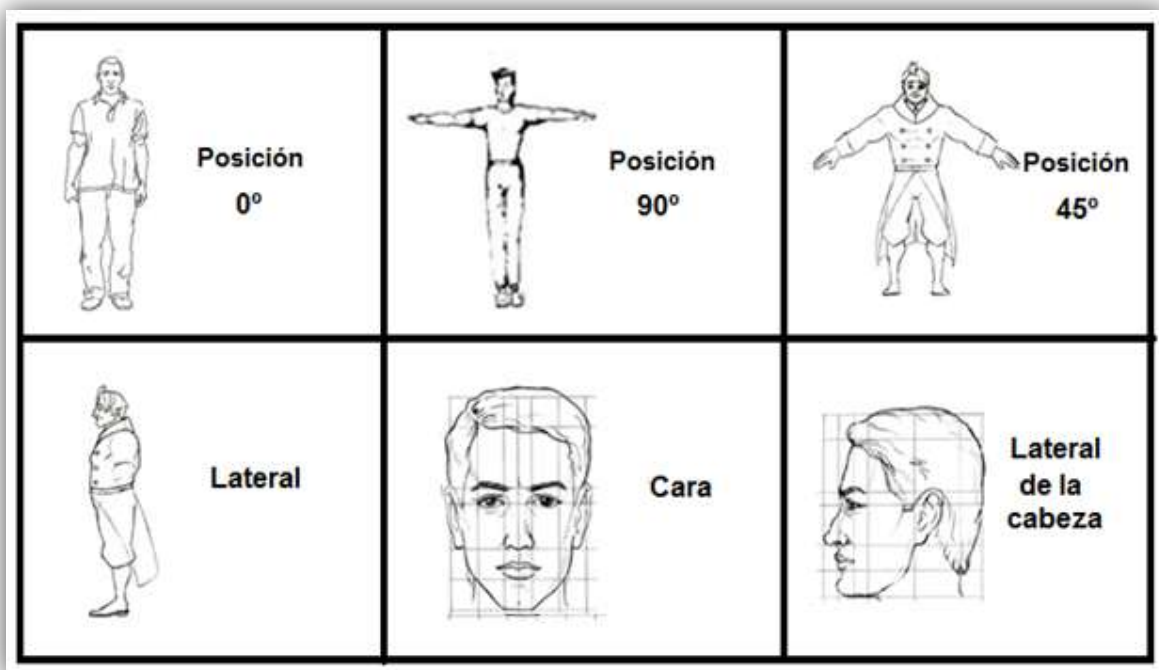 Posición
0º
Posición
90º
Posición
45º
Lateral
Cara
Lateral
de la
cabeza